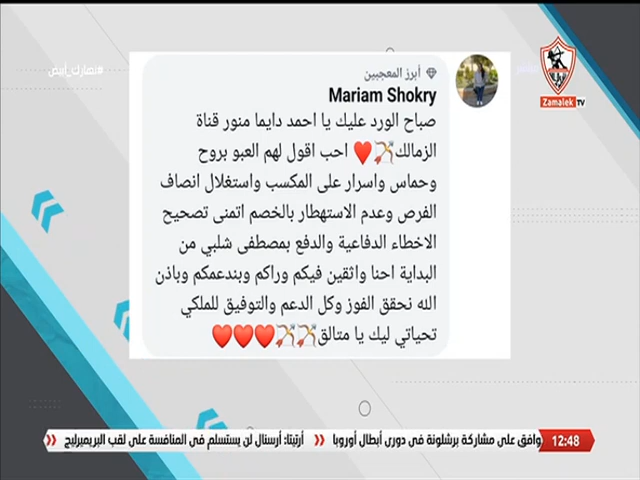 #نهارك_أبيض
Zamalek TV
أبرز المعجبين
Mariam Shokry
صباح الورد عليك يا احمد دايما منور قناة
الزمالك🏹❤️ احب اقول لهم العبو بروح
وحماس واسرار على المكسب واستغلال انصاف
الفرص وعدم الاستهطار بالخصم اتمنى تصحيح
الاخطاء الدفاعية والدفع بمصطفى شلبي من
البداية احنا واثقين فيكم وراكم وبندعمكم وباذن
الله نحقق الفوز وكل الدعم والتوفيق للملكي
تحياتي ليك يا متالق🏹🏹❤️❤️❤️
12:48
وافق على مشاركة برشلونة فى دورى أبطال أوروبا
أرتيتا: أرسنال لن يستسلم في المنافسة على لقب البريميرليج